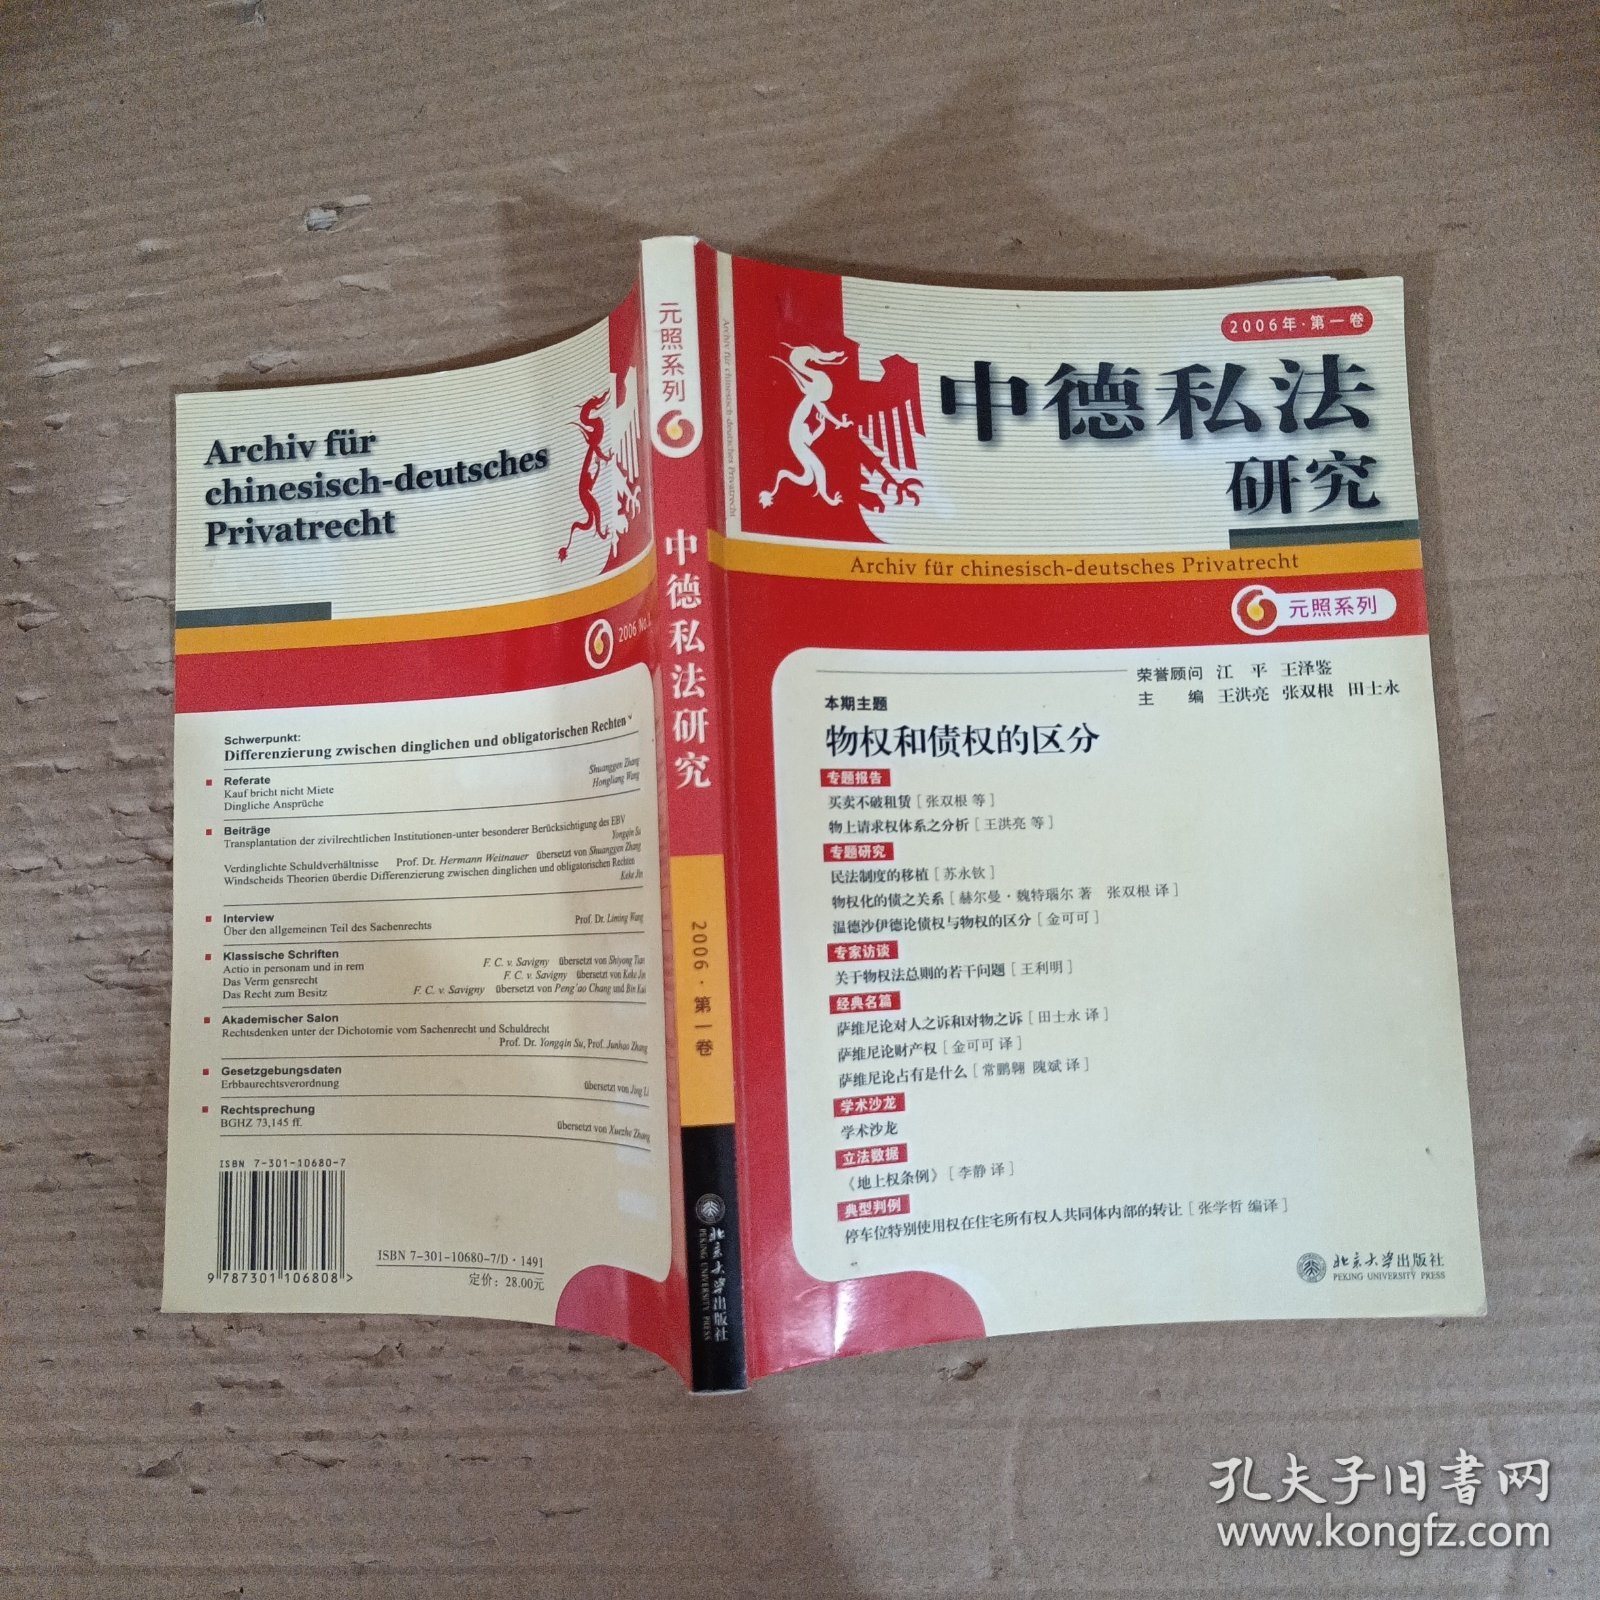 Archiv für
chinesisch-deutsches
Privatrecht
2006 No.1
Schwerpunkt:
Differenzierung zwischen dinglichen und obligatorischen Rechten
Referate
Kauf bricht nicht Miete Shuanggen Zhang
Dingliche Ansprüche Hongliang Wang
Beiträge
Transplantation der zivilrechtlichen Institutionen-unter besonderer Berücksichtigung des EBV
Yongqin Su
Verdinglichte Schuldverhältnisse Prof. Dr. Hermann Weitnauer übersetzt von Shuanggen Zhang
Windscheids Theorien überdie Differenzierung zwischen dinglichen und obligatorischen Rechten
Keke Jin
Interview
Über den allgemeinen Teil des Sachenrechts Prof. Dr. Liming Wang
Klassische Schriften
Actio in personam und in rem F. C. v. Savigny übersetzt von Shiyong Tian
Das Verm gensrecht F. C. v. Savigny übersetzt von Keke Jin
Das Recht zum Besitz F. C. v. Savigny übersetzt von Peng'ao Chang und Bin Kui
Akademischer Salon
Rechtsdenken unter der Dichotomie vom Sachenrecht und Schuldrecht
Prof. Dr. Yongqin Su, Prof. Junhao Zhang
Gesetzgebungsdaten
Erbbaurechtsverordnung übersetzt von Jing Li
Rechtsprechung
BGHZ 73,145 ff. übersetzt von Xuezhe Zhang
ISBN 7-301-10680-7
9 787301 106808 >
ISBN 7-301-10680-7/D·1491
定价：28.00元
元照系列
中德私法研究
2006·第一卷
北京大学出版社
PEKING UNIVERSITY PRESS
Archiv für chinesisch-deutsches Privatrecht
2006年·第一卷
中德私法
研究
Archiv für chinesisch-deutsches Privatrecht
元照系列
荣誉顾问 江 平 王泽鉴
主 编 王洪亮 张双根 田士永
本期主题
物权和债权的区分
专题报告
买卖不破租赁［张双根 等］
物上请求权体系之分析［王洪亮 等］
专题研究
民法制度的移植［苏永钦］
物权化的债之关系［赫尔曼·魏特瑙尔 著 张双根 译］
温德沙伊德论债权与物权的区分［金可可］
专家访谈
关于物权法总则的若干问题［王利明］
经典名篇
萨维尼论对人之诉和对物之诉［田士永 译］
萨维尼论财产权［金可可 译］
萨维尼论占有是什么［常鹏翱 隗斌 译］
学术沙龙
学术沙龙
立法数据
《地上权条例》［李静 译］
典型判例
停车位特别使用权在住宅所有权人共同体内部的转让［张学哲 编译］
北京大学出版社
PEKING UNIVERSITY PRESS
孔夫子旧书网
www.kongfz.com